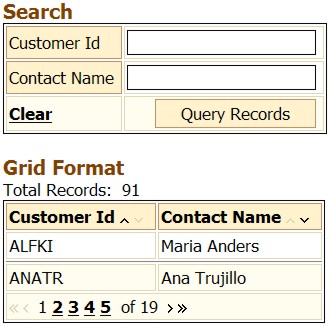 Search
Customer Id
Contact Name
Clear Query Records
Grid Format
Total Records: 91
Customer Id Contact Name
ALFKI Maria Anders
ANATR Ana Trujillo
«‹ 1 2 3 4 5 of 19 › »